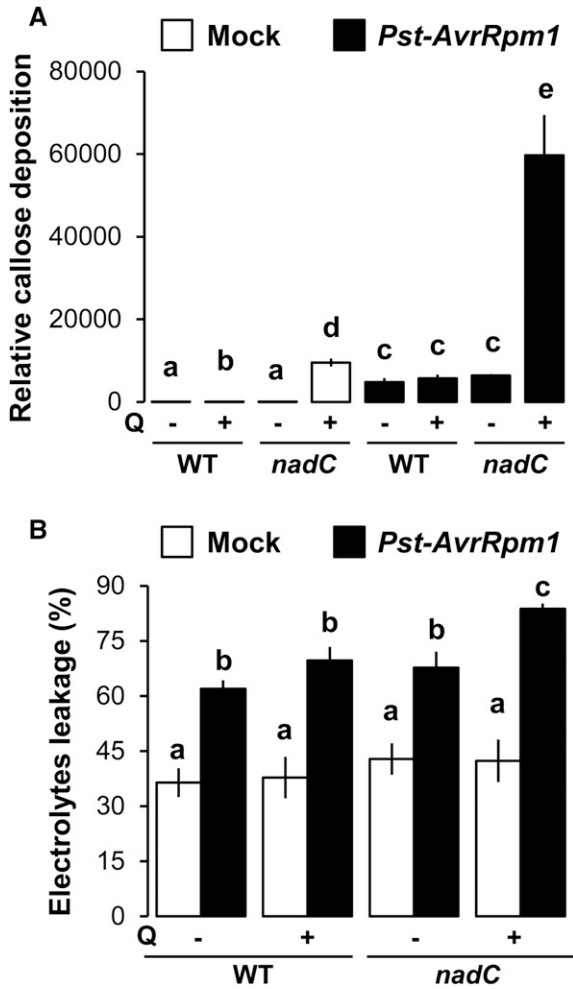 A
Mock Pst-AvrRpm1
Relative callose deposition
80000
60000
40000
20000
0
a b a d c c c e
Q - + - + - + - +
WT nadC WT nadC
B
Mock Pst-AvrRpm1
Electrolytes leakage (%)
90
75
60
45
30
15
0
a b a b a b a c
Q - + - +
WT nadC